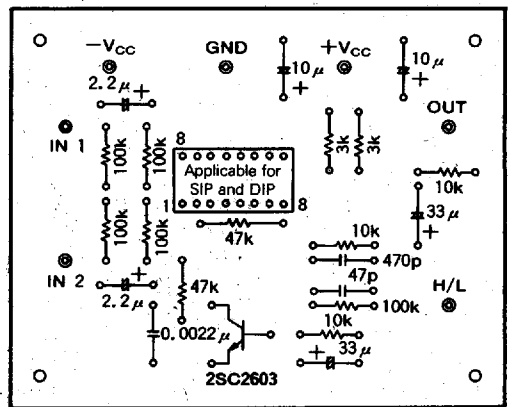 −VCC
GND
+VCC
10μ
+
10μ
+
2.2μ
+
OUT
IN 1
100k
100k
8
Applicable for
SIP and DIP
1
8
3k
3k
10k
100k
100k
47k
33μ
+
10k
470p
IN 2
47k
47p
H/L
+
2.2μ
100k
10k
0.0022μ
33μ
+
2SC2603